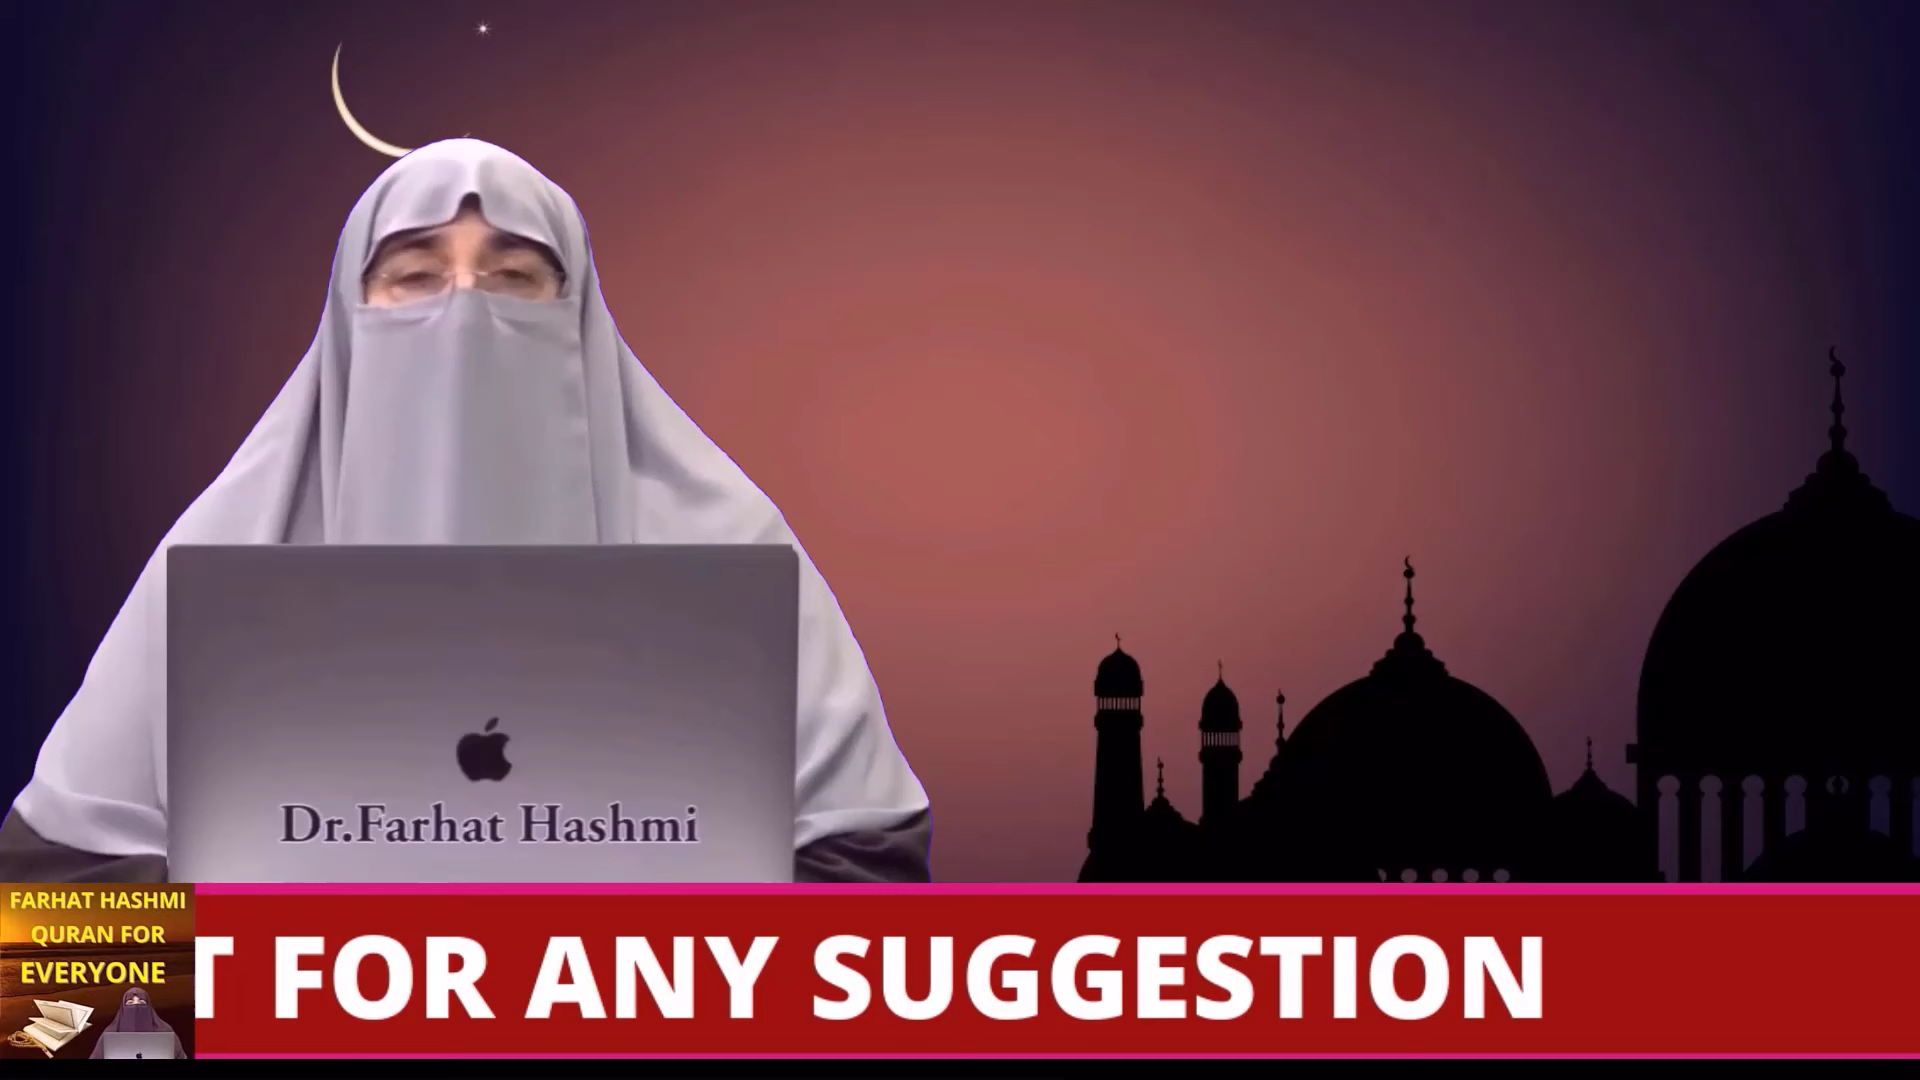 Dr.Farhat Hashmi
FARHAT HASHMI
QURAN FOR
EVERYONE
T FOR ANY SUGGESTION